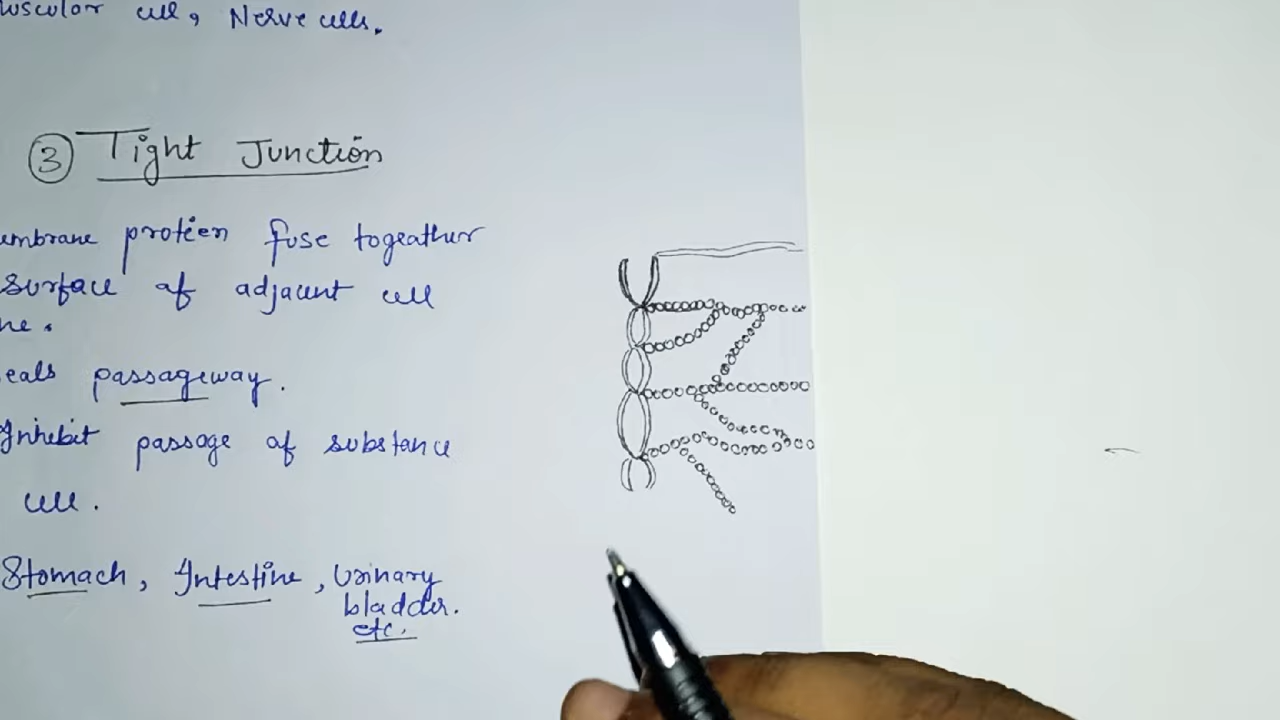 uscular cell, Nerve cells.
③ Tight Junction
embrane protien fuse togeather
surface of adjacent cell
ne.
eals passageway.
Inhibit passage of substance
cell.
Stomach, Intestine, Urinary
bladder.
etc.